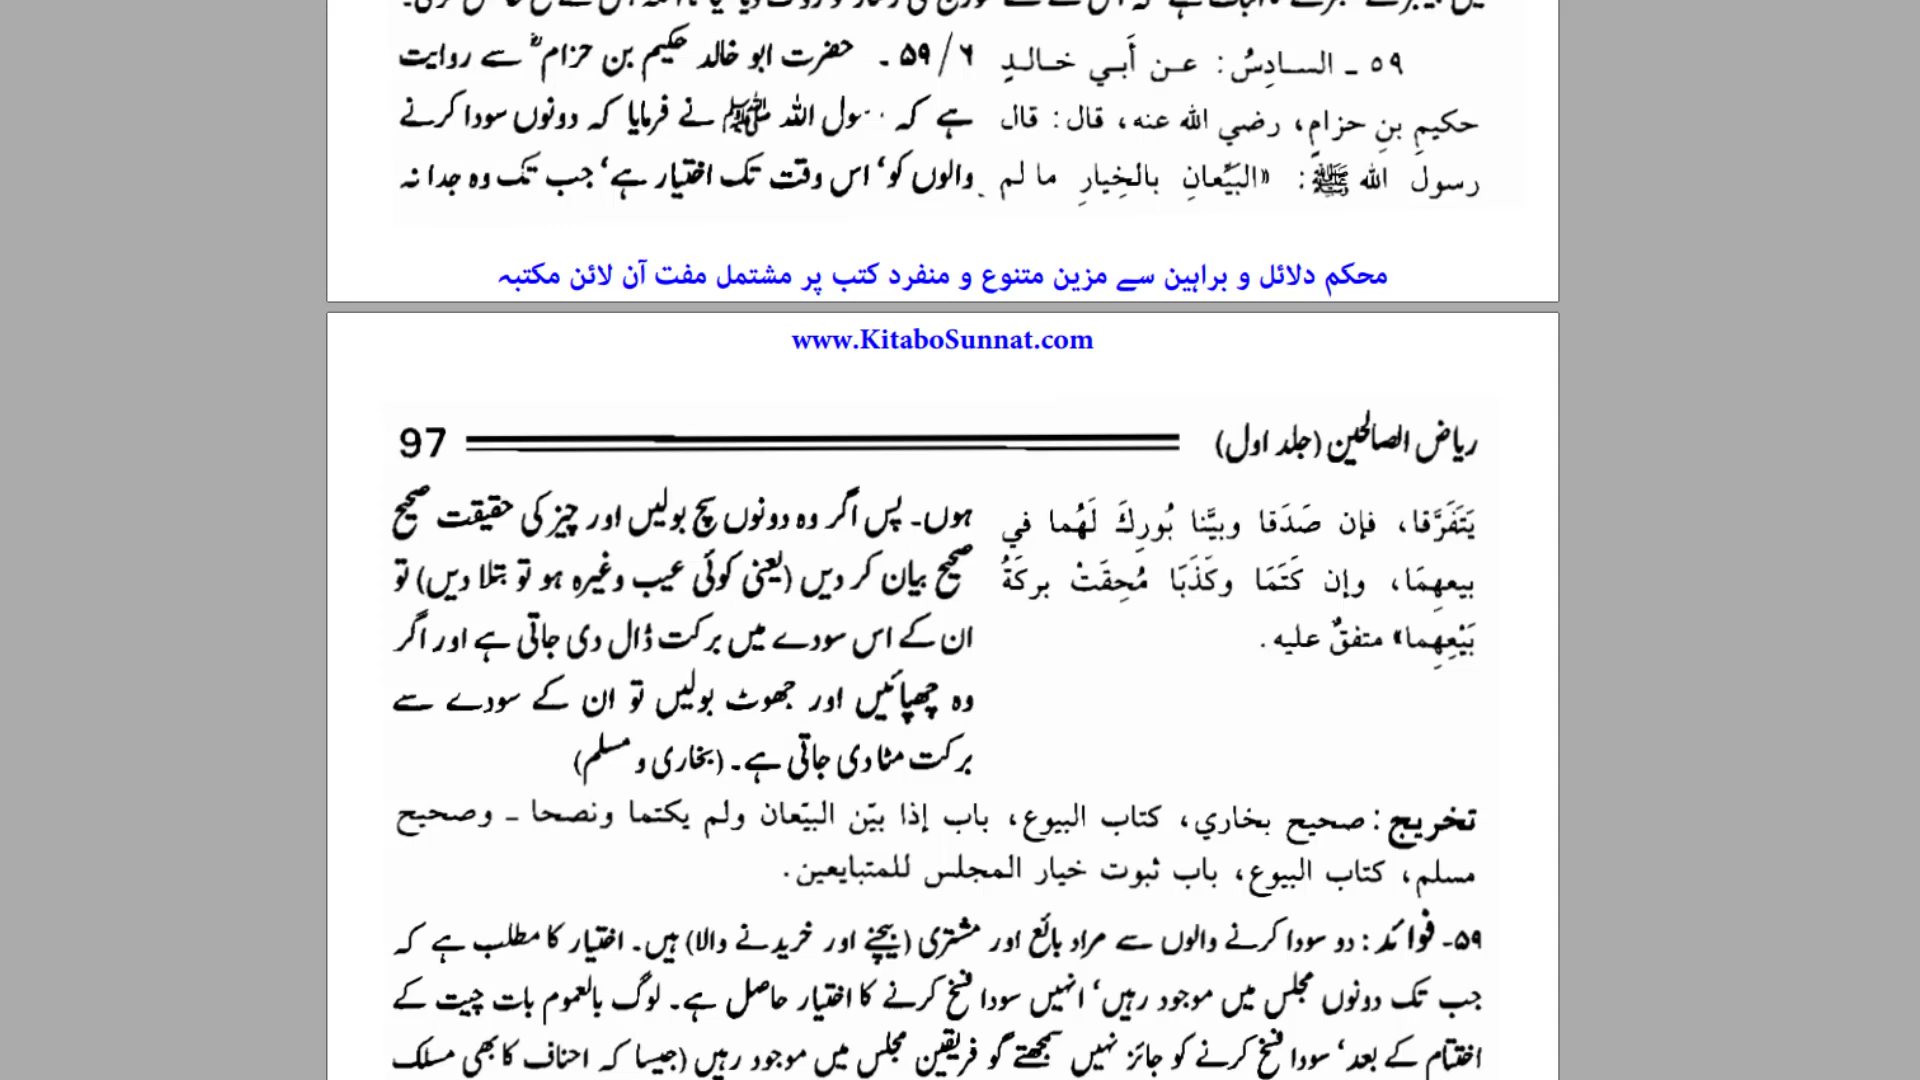 ٥٩ ـ السادِسُ: عن أَبي خالدٍ
حكيمِ بنِ حزامٍ، رضي الله عنه، قال: قال
رسول الله ﷺ: «البَيِّعانِ بالخِيارِ ما لم
۶/ ۵۹ ۔ حضرت ابو خالد حکیم بن حزام ؓ سے روایت
ہے کہ رسول اللہ ﷺ نے فرمایا کہ دونوں سودا کرنے
والوں کو‘ اس وقت تک اختیار ہے‘ جب تک وہ جدا نہ
محکم دلائل و براہین سے مزین متنوع و منفرد کتب پر مشتمل مفت آن لائن مکتبہ
www.KitaboSunnat.com
ریاض الصالحین (جلد اول) 97
يَتَفَرَّقا، فإن صَدَقا وبيَّنا بُورِكَ لَهُما في
بيعهِمَا، وإن كَتَمَا وكَذَبَا مُحِقَتْ بركَةُ
بَيْعِهِما» متفقٌ عليه.
ہوں۔ پس اگر وہ دونوں سچ بولیں اور چیز کی حقیقت صحیح
صحیح بیان کر دیں (یعنی کوئی عیب وغیرہ ہو تو بتلا دیں) تو
ان کے اس سودے میں برکت ڈال دی جاتی ہے اور اگر
وہ چھپائیں اور جھوٹ بولیں تو ان کے سودے سے
برکت مٹا دی جاتی ہے۔ (بخاری و مسلم)
تخريج: صحيح بخاري، كتاب البيوع، باب إذا بيّن البيّعان ولم يكتما ونصحا ـ وصحيح
مسلم، كتاب البيوع، باب ثبوت خيار المجلس للمتبايعين.
۵۹۔ فوائد: دو سودا کرنے والوں سے مراد بائع اور مشتری (بیچنے اور خریدنے والا) ہیں۔ اختیار کا مطلب ہے کہ
جب تک دونوں مجلس میں موجود رہیں‘ انہیں سودا فسخ کرنے کا اختیار حاصل ہے۔ لوگ بالعموم بات چیت کے
اختتام کے بعد‘ سودا فسخ کرنے کو جائز نہیں سمجھتے گو فریقین مجلس میں موجود رہیں (جیسا کہ احناف کا بھی مسلک